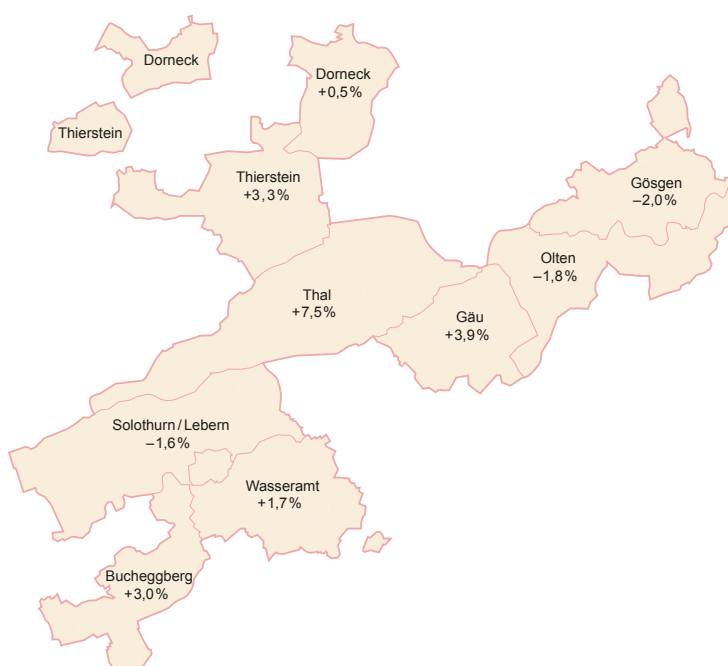 Dorneck
Dorneck
+0,5%
Thierstein
Thierstein
+3,3%
Gösgen
–2,0%
Olten
–1,8%
Thal
+7,5%
Gäu
+3,9%
Solothurn/Lebern
–1,6%
Wasseramt
+1,7%
Bucheggberg
+3,0%